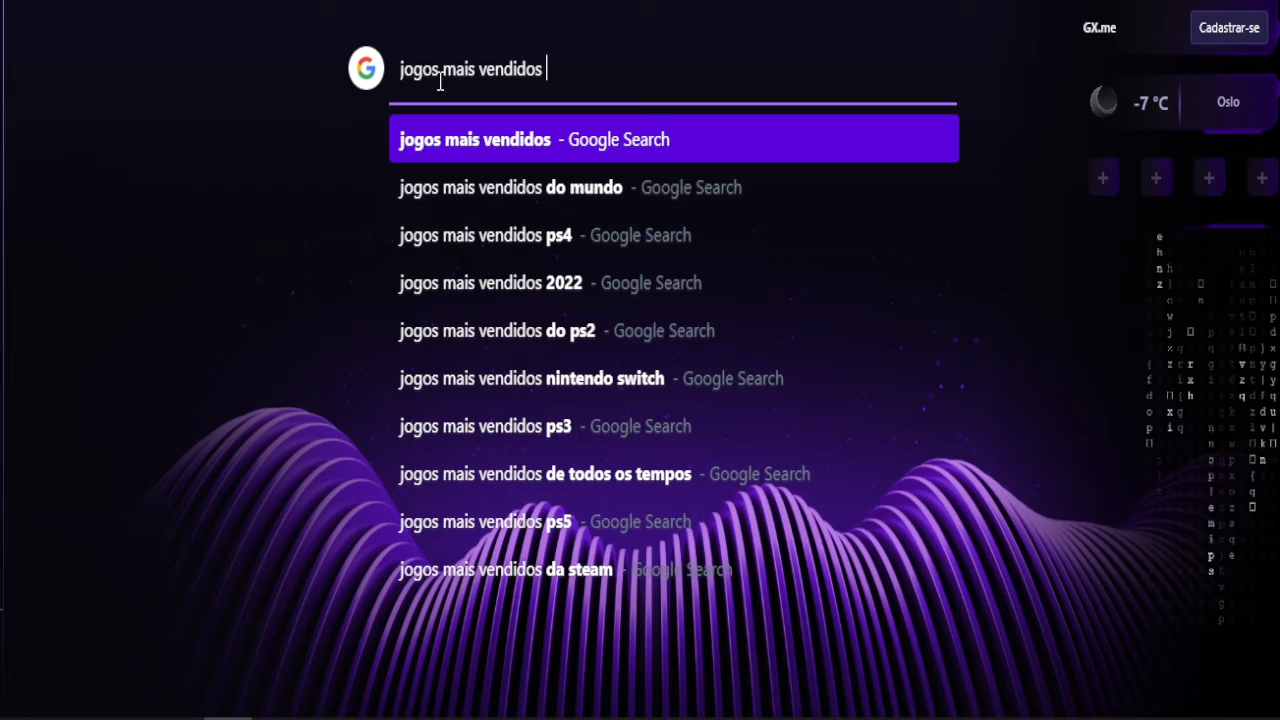 GX.me
Cadastrar-se
jogos mais vendidos
-7 °C
Oslo
jogos mais vendidos - Google Search
jogos mais vendidos do mundo - Google Search
jogos mais vendidos ps4 - Google Search
jogos mais vendidos 2022 - Google Search
jogos mais vendidos do ps2 - Google Search
jogos mais vendidos nintendo switch - Google Search
jogos mais vendidos ps3 - Google Search
jogos mais vendidos de todos os tempos - Google Search
jogos mais vendidos ps5 - Google Search
jogos mais vendidos da steam - Google Search